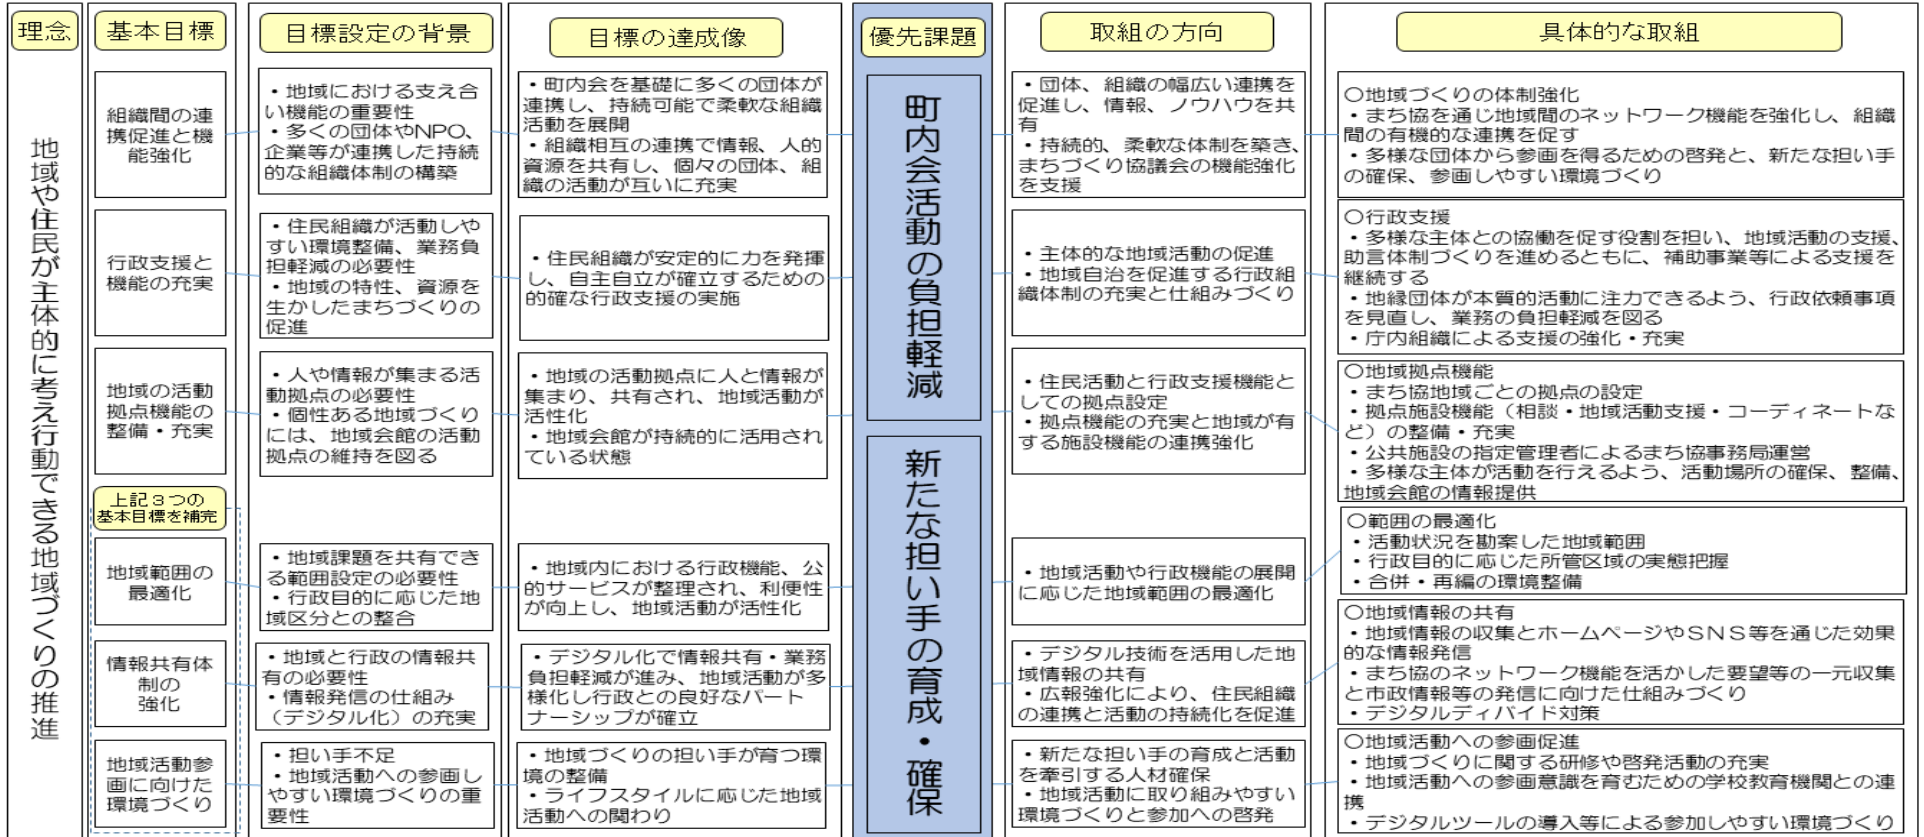 理念
地域や住民が主体的に考え行動できる地域づくりの推進
基本目標
組織間の連
携促進と機
能強化
行政支援と
機能の充実
地域の活動
拠点機能の
整備・充実
上記３つの
基本目標を補完
地域範囲の
最適化
情報共有体
制の
強化
地域活動参
画に向けた
環境づくり
目標設定の背景
・地域における支え合
い機能の重要性
・多くの団体やNPO、
企業等が連携した持続
的な組織体制の構築
・住民組織が活動しや
すい環境整備、業務負
担軽減の必要性
・地域の特性、資源を
生かしたまちづくりの
促進
・人や情報が集まる活
動拠点の必要性
・個性ある地域づくり
には、地域会館の活動
拠点の維持を図る
・地域課題を共有でき
る範囲設定の必要性
・行政目的に応じた地
域区分との整合
・地域と行政の情報共
有の必要性
・情報発信の仕組み
（デジタル化）の充実
・担い手不足
・地域活動への参画し
やすい環境づくりの重
要性
目標の達成像
・町内会を基礎に多くの団体が
連携し、持続可能で柔軟な組織
活動を展開
・組織相互の連携で情報、人的
資源を共有し、個々の団体、組
織の活動が互いに充実
・住民組織が安定的に力を発揮
し、自主自立が確立するための
的確な行政支援の実施
・地域の活動拠点に人と情報が
集まり、共有され、地域活動が
活性化
・地域会館が持続的に活用され
ている状態
・地域内における行政機能、公
的サービスが整理され、利便性
が向上し、地域活動が活性化
・デジタル化で情報共有・業務
負担軽減が進み、地域活動が多
様化し行政との良好なパート
ナーシップが確立
・地域づくりの担い手が育つ環
境の整備
・ライフスタイルに応じた地域
活動への関わり
優先課題
町内会活動の負担軽減
新たな担い手の育成・確保
取組の方向
・団体、組織の幅広い連携を
促進し、情報、ノウハウを共
有
・持続的、柔軟な体制を築き、
まちづくり協議会の機能強化
を支援
・主体的な地域活動の促進
・地域自治を促進する行政組
織体制の充実と仕組みづくり
・住民活動と行政支援機能と
しての拠点設定
・拠点機能の充実と地域が有
する施設機能の連携強化
・地域活動や行政機能の展開
に応じた地域範囲の最適化
・デジタル技術を活用した地
域情報の共有
・広報強化により、住民組織
の連携と活動の持続化を促進
・新たな担い手の育成と活動
を牽引する人材確保
・地域活動に取り組みやすい
環境づくりと参加への啓発
具体的な取組
○地域づくりの体制強化
・まち協を通じ地域間のネットワーク機能を強化し、組織
間の有機的な連携を促す
・多様な団体から参画を得るための啓発と、新たな担い手
の確保、参画しやすい環境づくり
○行政支援
・多様な主体との協働を促す役割を担い、地域活動の支援、
助言体制づくりを進めるともに、補助事業等による支援を
継続する
・地縁団体が本質的活動に注力できるよう、行政依頼事項
を見直し、業務の負担軽減を図る
・庁内組織による支援の強化・充実
○地域拠点機能
・まち協地域ごとの拠点の設定
・拠点施設機能（相談・地域活動支援・コーディネートな
ど）の整備・充実
・公共施設の指定管理者によるまち協事務局運営
・多様な主体が活動を行えるよう、活動場所の確保、整備、
地域会館の情報提供
○範囲の最適化
・活動状況を勘案した地域範囲
・行政目的に応じた所管区域の実態把握
・合併・再編の環境整備
○地域情報の共有
・地域情報の収集とホームページやＳＮＳ等を通じた効果
的な情報発信
・まち協のネットワーク機能を活かした要望等の一元収集
と市政情報等の発信に向けた仕組みづくり
・デジタルディバイド対策
○地域活動への参画促進
・地域づくりに関する研修や啓発活動の充実
・地域活動への参画意識を育むための学校教育機関との連
携
・デジタルツールの導入等による参加しやすい環境づくり